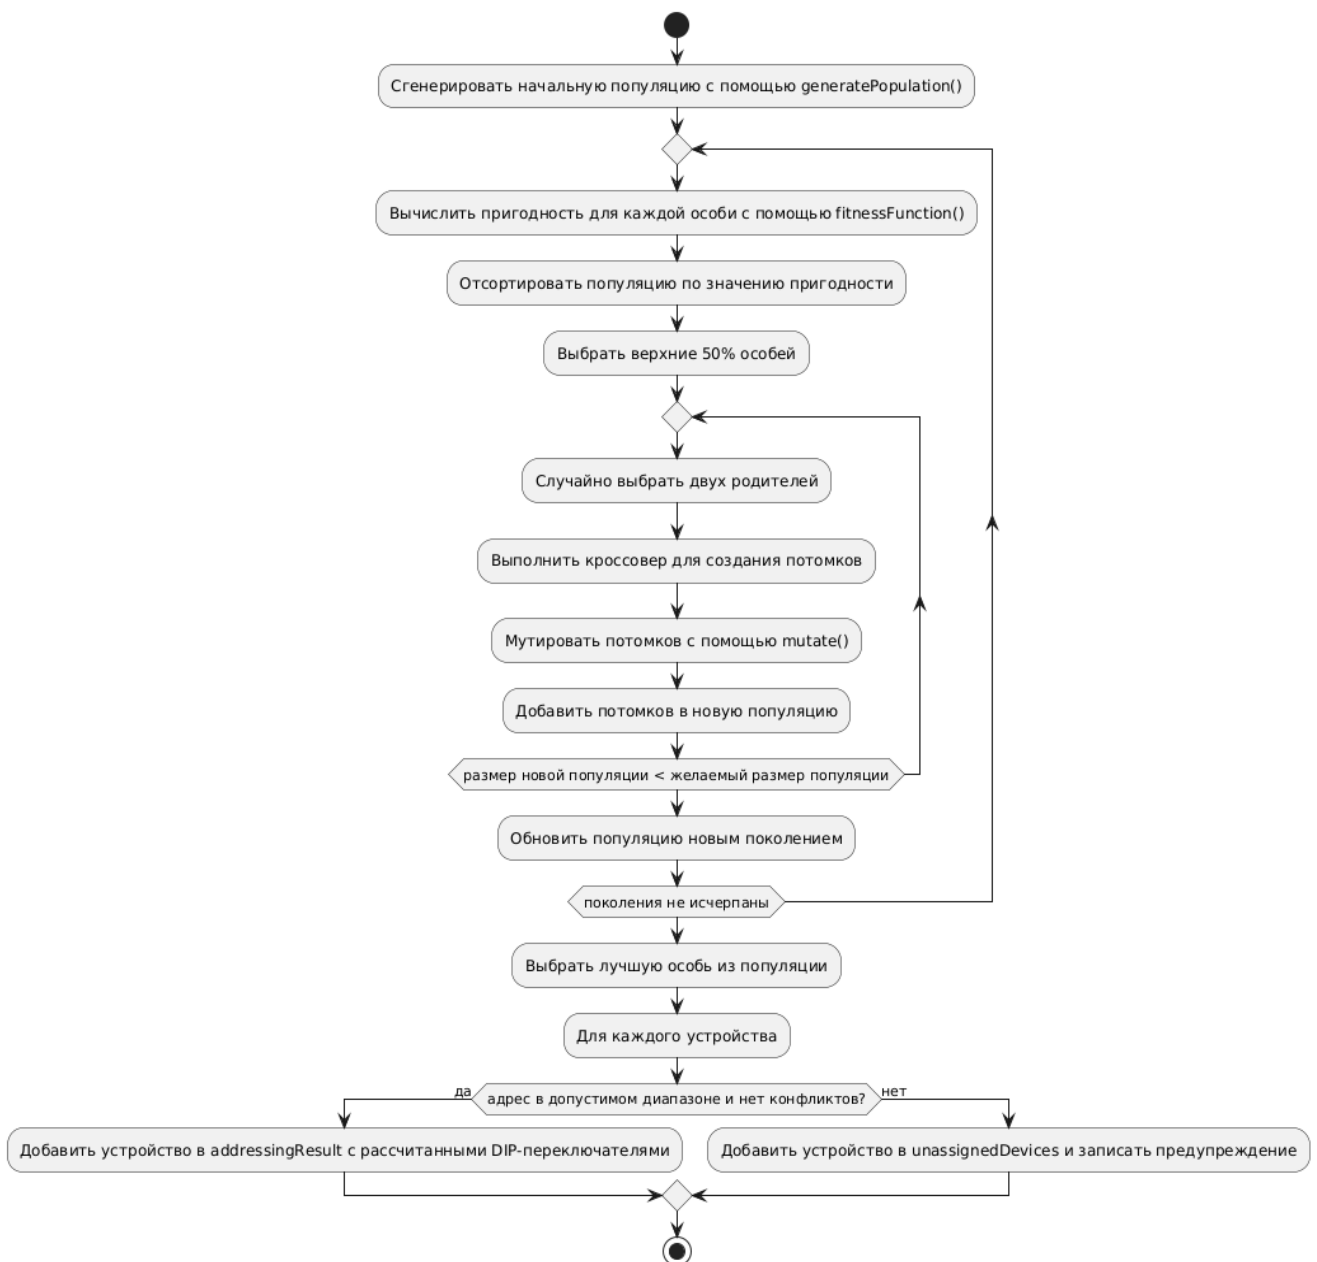 Сгенерировать начальную популяцию с помощью generatePopulation()
Вычислить пригодность для каждой особи с помощью fitnessFunction()
Отсортировать популяцию по значению пригодности
Выбрать верхние 50% особей
Случайно выбрать двух родителей
Выполнить кроссовер для создания потомков
Мутировать потомков с помощью mutate()
Добавить потомков в новую популяцию
размер новой популяции < желаемый размер популяции
Обновить популяцию новым поколением
поколения не исчерпаны
Выбрать лучшую особь из популяции
Для каждого устройства
да
адрес в допустимом диапазоне и нет конфликтов?
нет
Добавить устройство в addressingResult с рассчитанными DIP-переключателями
Добавить устройство в unassignedDevices и записать предупреждение